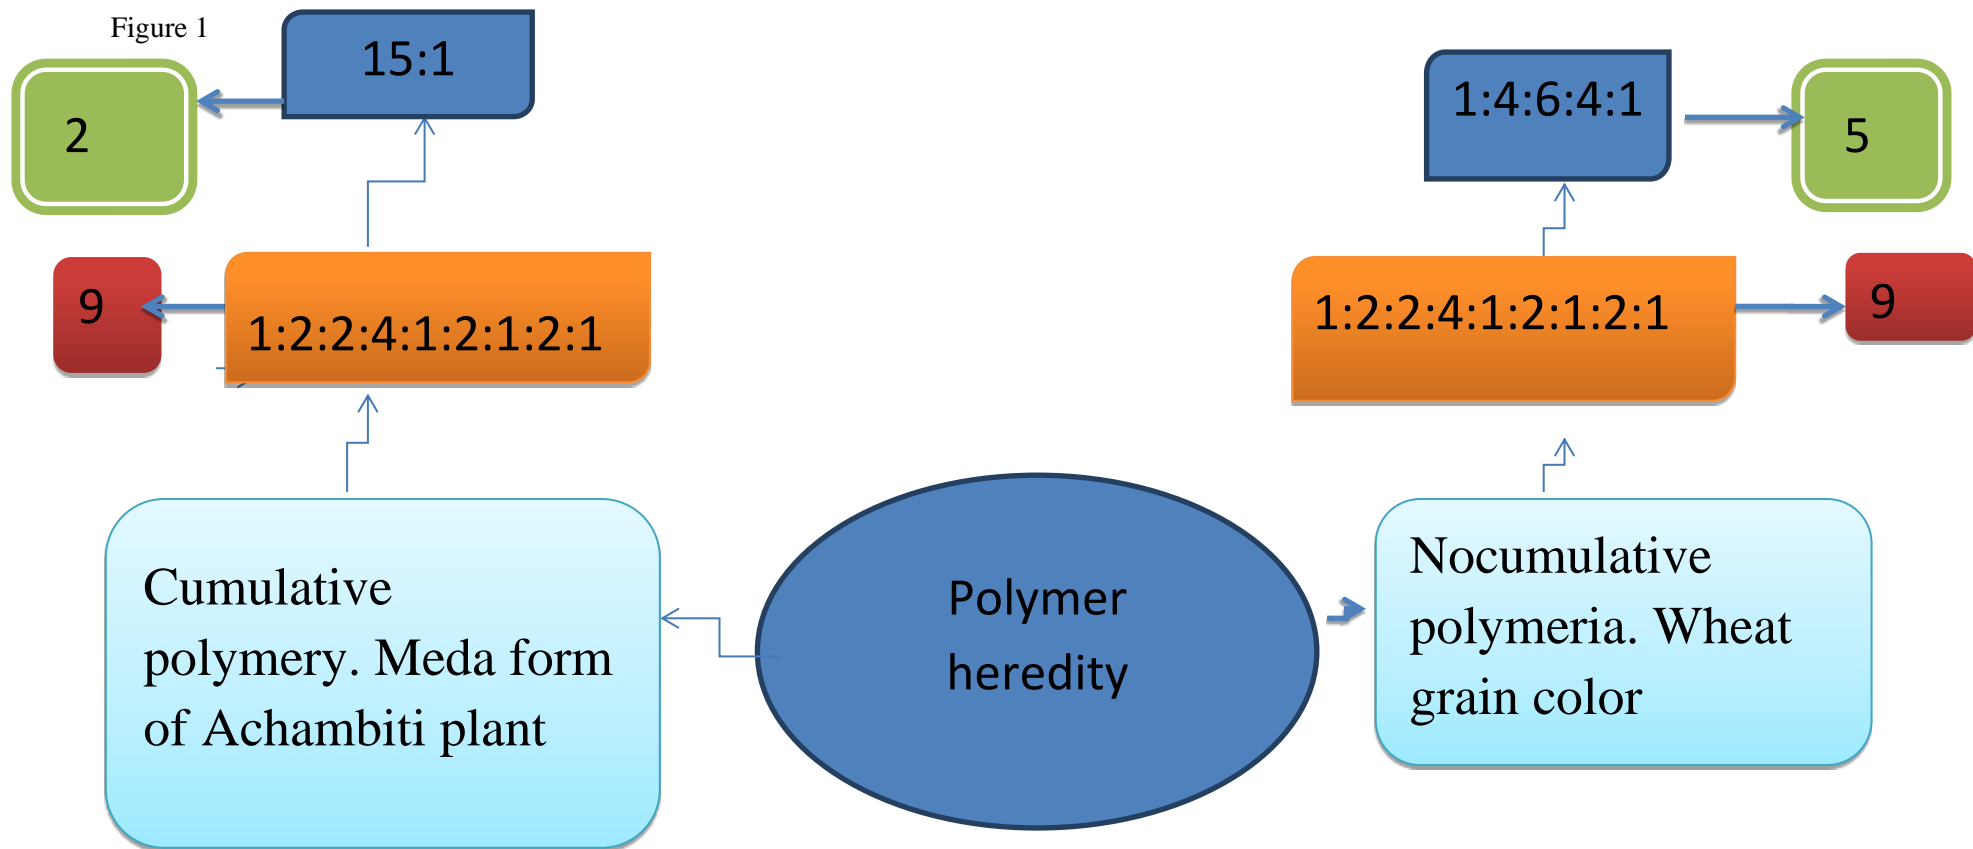 Figure 1
15:1
2
1:4:6:4:1
5
9
1:2:2:4:1:2:1:2:1
1:2:2:4:1:2:1:2:1
9
Cumulative
polymery. Meda form
of Achambiti plant
Polymer
heredity
Nocumulative
polymeria. Wheat
grain color